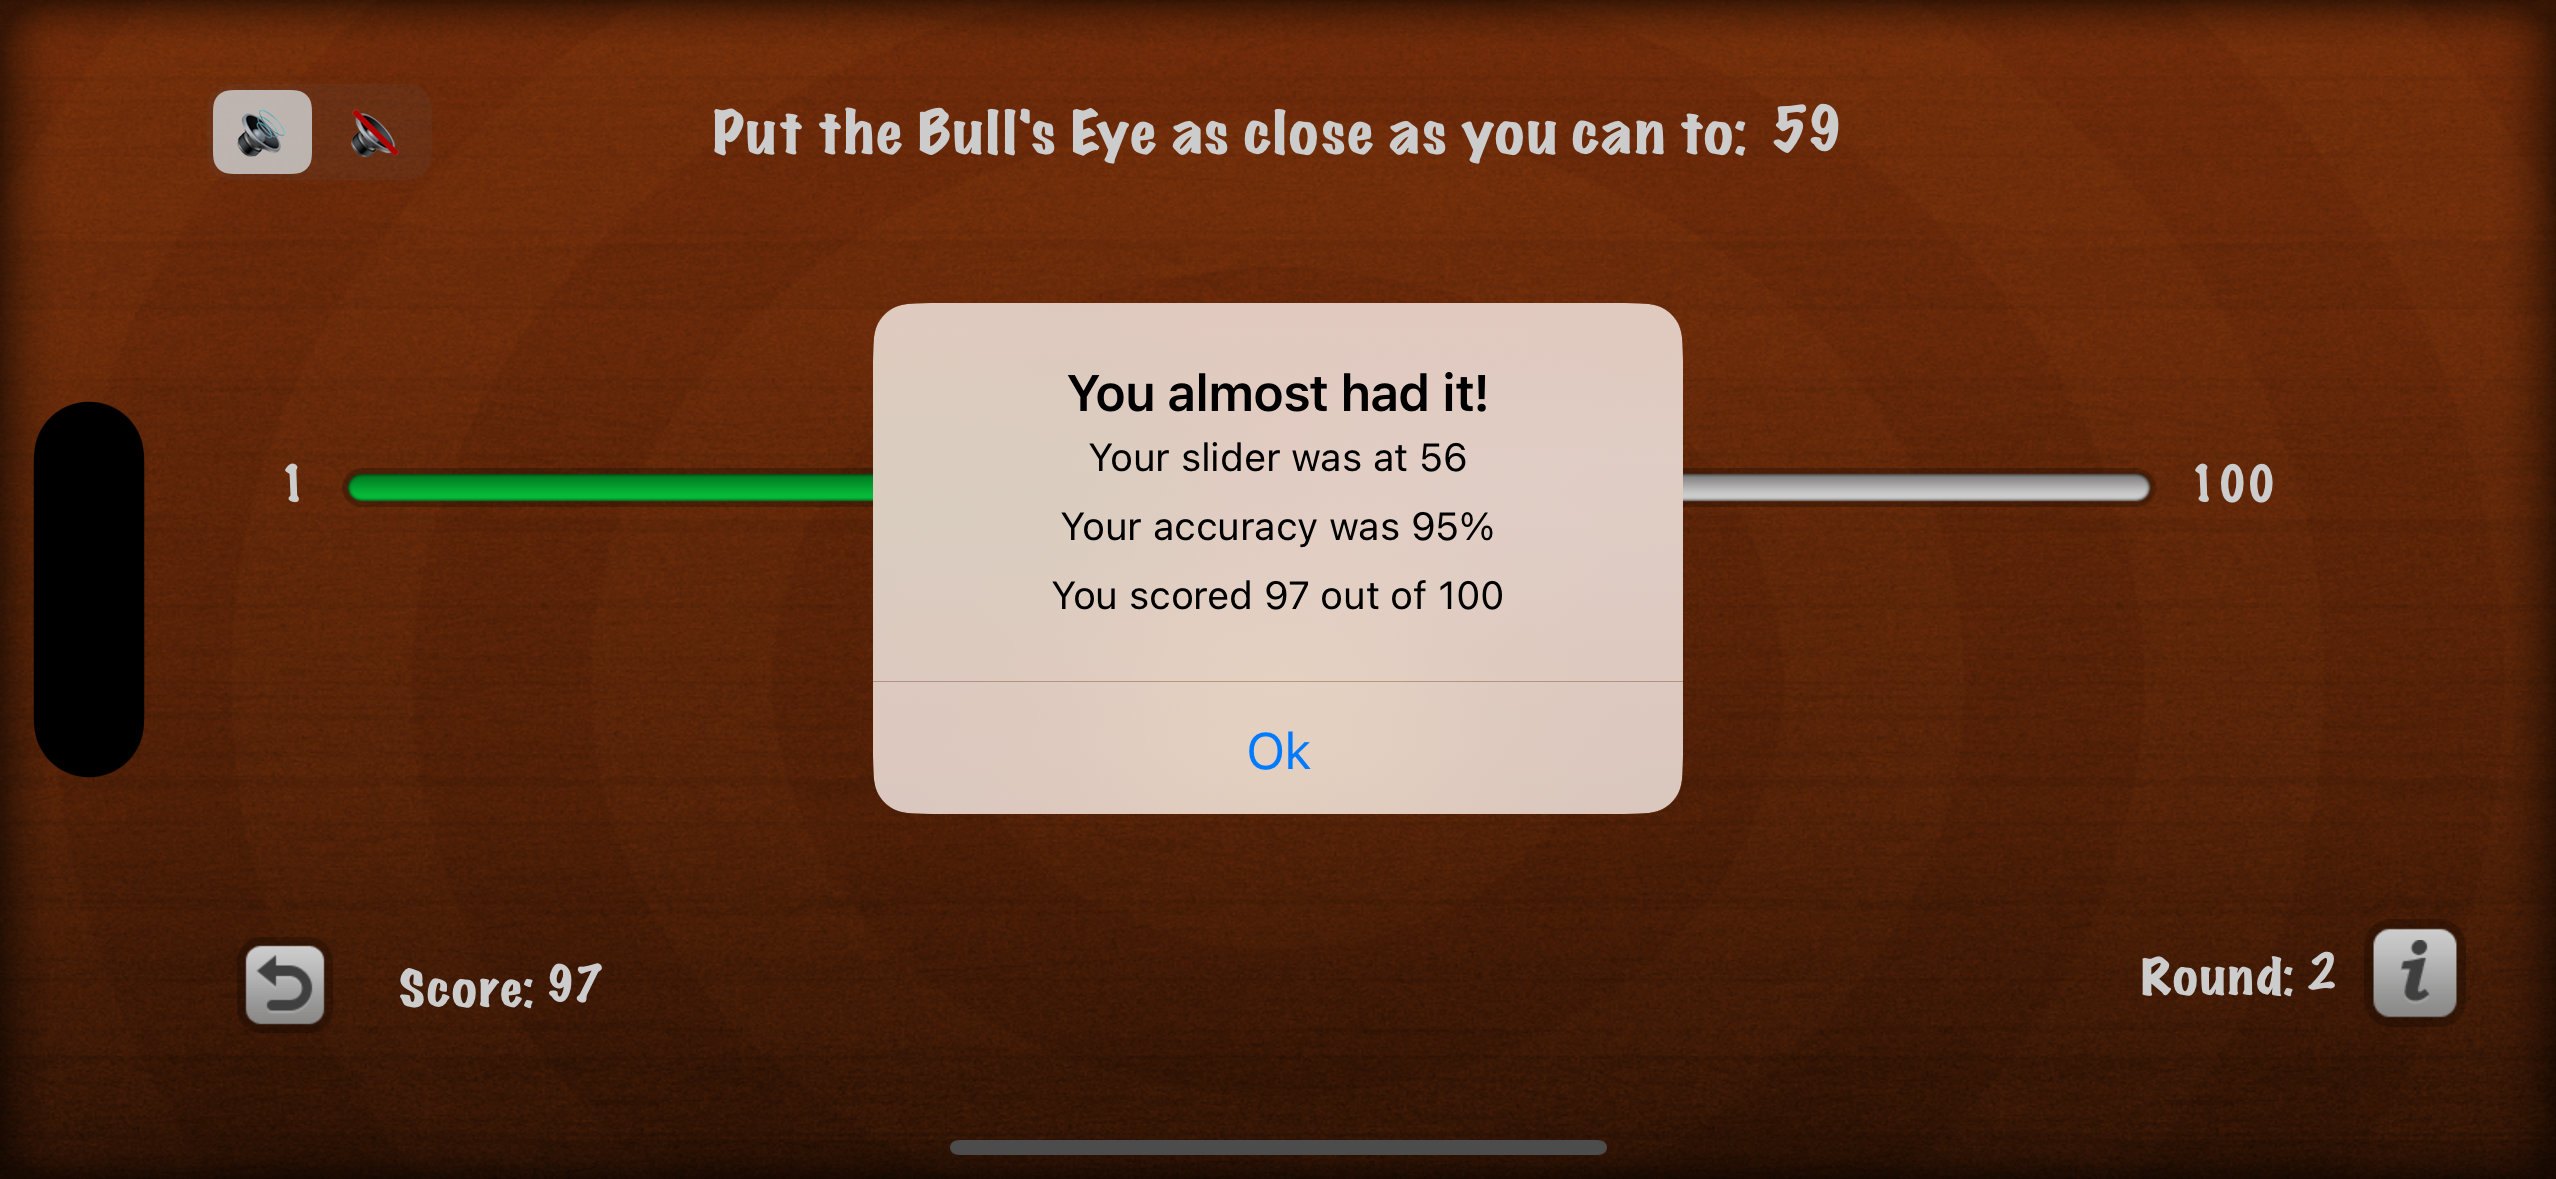 Put the Bull's Eye as close as you can to: 59
You almost had it!
Your slider was at 56
1
100
Your accuracy was 95%
You scored 97 out of 100
Ok
Score: 97
Round: 2
i